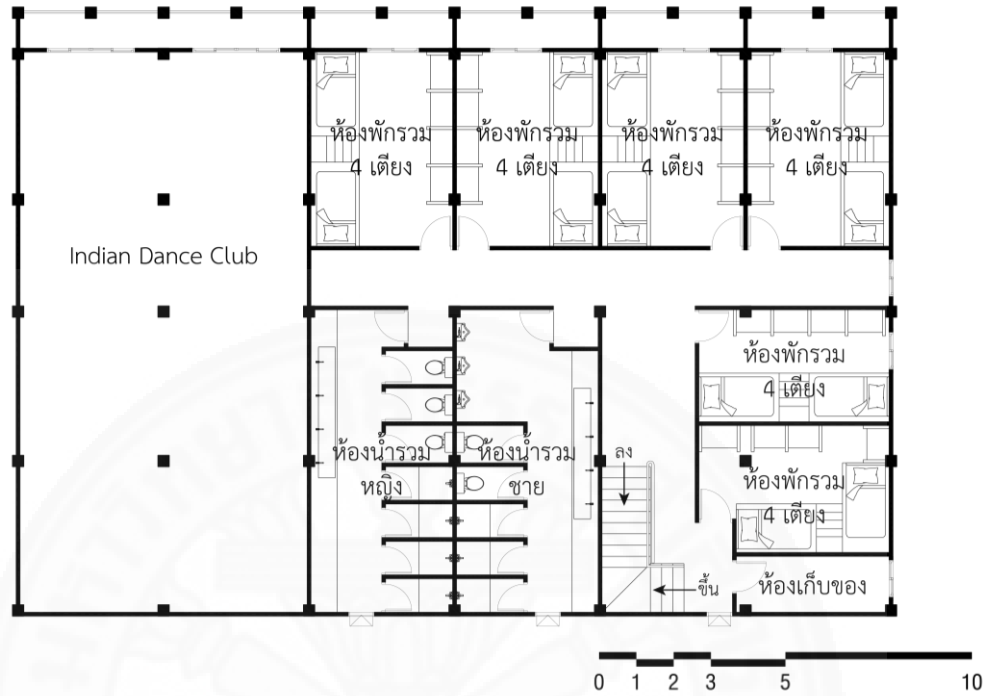 ห้องพักรวม
4 เตียง
ห้องพักรวม
4 เตียง
ห้องพักรวม
4 เตียง
ห้องพักรวม
4 เตียง
Indian Dance Club
ห้องพักรวม
4 เตียง
ห้องน้ำรวม
หญิง
ห้องน้ำรวม
ชาย
ลง
ห้องพักรวม
4 เตียง
ขึ้น
ห้องเก็บของ
0 1 2 3 5 10